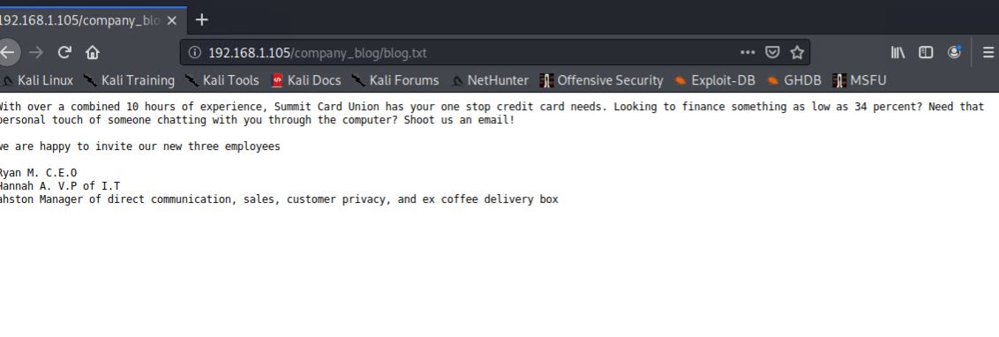 192.168.1.105/company_blo
192.168.1.105/company_blog/blog.txt
Kali Linux Kali Training Kali Tools Kali Docs Kali Forums NetHunter Offensive Security Exploit-DB GHDB MSFU
With over a combined 10 hours of experience, Summit Card Union has your one stop credit card needs. Looking to finance something as low as 34 percent? Need that
personal touch of someone chatting with you through the computer? Shoot us an email!
we are happy to invite our new three employees
Ryan M. C.E.O
Hannah A. V.P of I.T
ahston Manager of direct communication, sales, customer privacy, and ex coffee delivery box